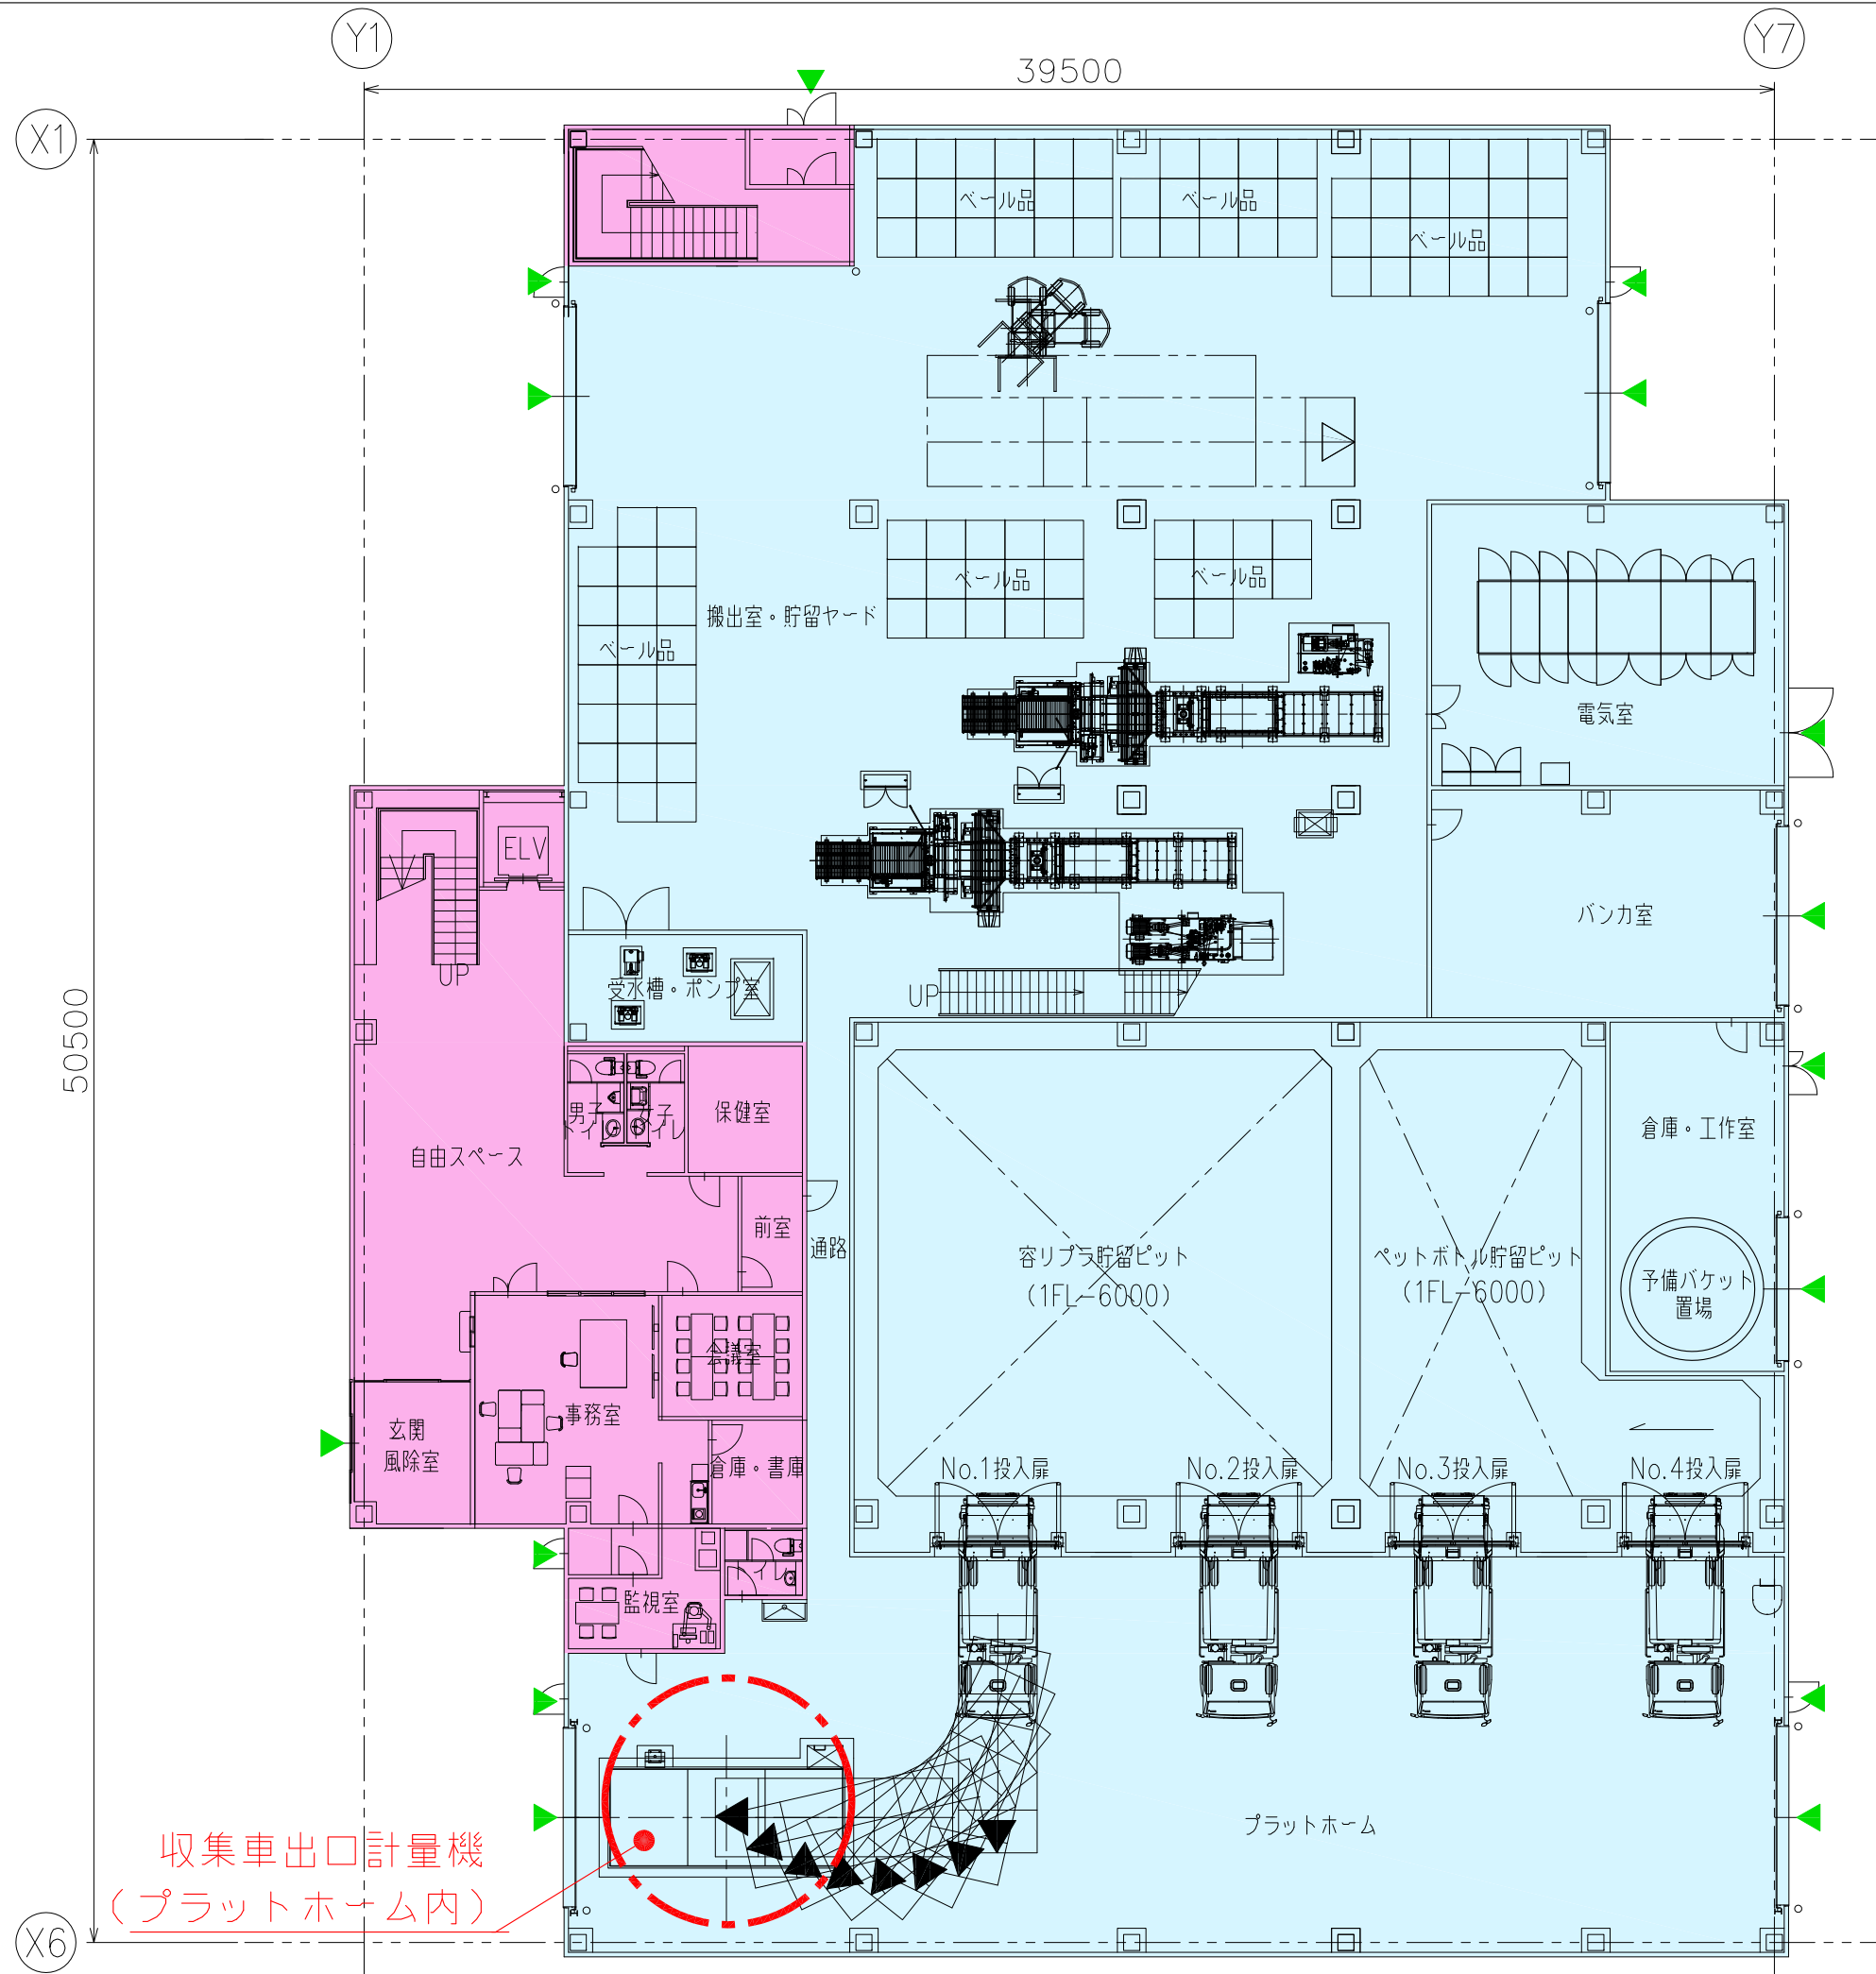 Y1
Y7
39500
X1
ベール品
ベール品
ベール品
ベール品
ベール品
搬出室・貯留ヤード
ベール品
電気室
ELV
バンカ室
UP
受水槽・ポンプ室
UP
50500
男子
トイレ
女子
トイレ
保健室
倉庫・工作室
自由スペース
前室
通路
容リプラ貯留ピット
(1FL-6000)
ペットボトル貯留ピット
(1FL-6000)
予備バケット
置場
会議室
事務室
玄関
風除室
倉庫・書庫
No.1投入扉
No.2投入扉
No.3投入扉
No.4投入扉
トイレ
監視室
プラットホーム
収集車出口計量機
(プラットホーム内)
X6